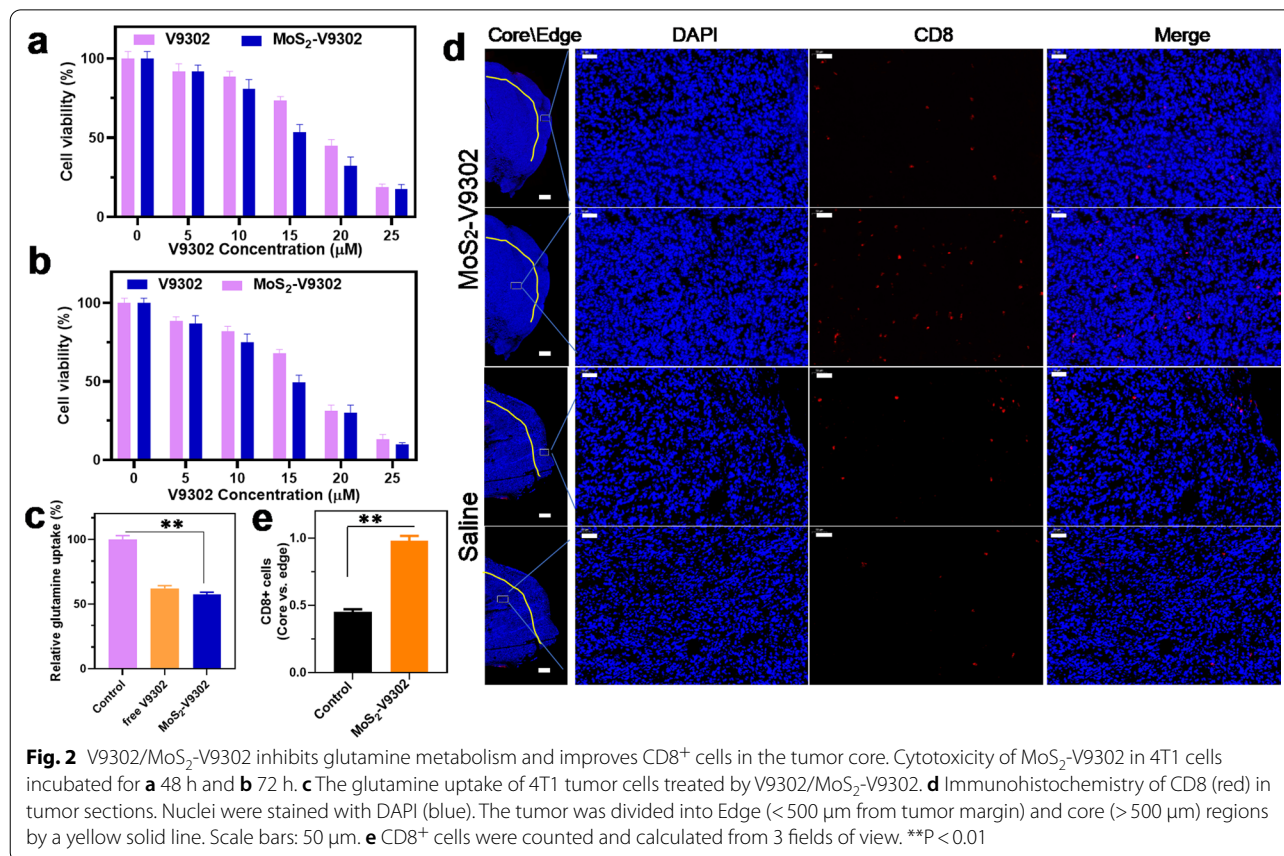 a
V9302 MoS₂-V9302
Cell viability (%)
100
50
0
0 5 10 15 20 25
V9302 Concentration (μM)
b
V9302 MoS₂-V9302
Cell viability (%)
100
50
0
0 5 10 15 20 25
V9302 Concentration (μM)
c
**
Relative glutamine uptake (%)
100
50
0
Control
free V9302
MoS₂-V9302
e
**
CD8+ cells
(Core vs. edge)
1.0
0.5
0.0
Control
MoS₂-V9302
d
Core\Edge DAPI CD8 Merge
MoS₂-V9302
Saline
Fig. 2 V9302/MoS₂-V9302 inhibits glutamine metabolism and improves CD8⁺ cells in the tumor core. Cytotoxicity of MoS₂-V9302 in 4T1 cells
incubated for a 48 h and b 72 h. c The glutamine uptake of 4T1 tumor cells treated by V9302/MoS₂-V9302. d Immunohistochemistry of CD8 (red) in
tumor sections. Nuclei were stained with DAPI (blue). The tumor was divided into Edge (< 500 μm from tumor margin) and core (> 500 μm) regions
by a yellow solid line. Scale bars: 50 μm. e CD8⁺ cells were counted and calculated from 3 fields of view. **P < 0.01